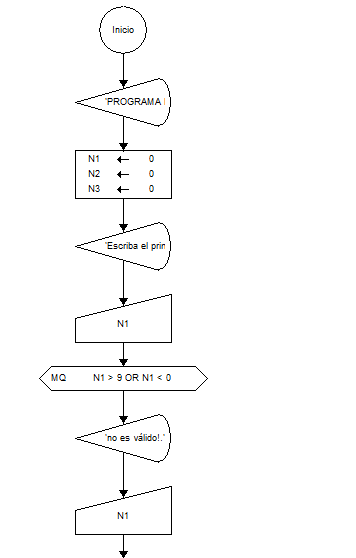 Inicio
'PROGRAMA
N1 ← 0
N2 ← 0
N3 ← 0
'Escriba el prin
N1
MQ N1 > 9 OR N1 < 0
'no es válido!.'
N1